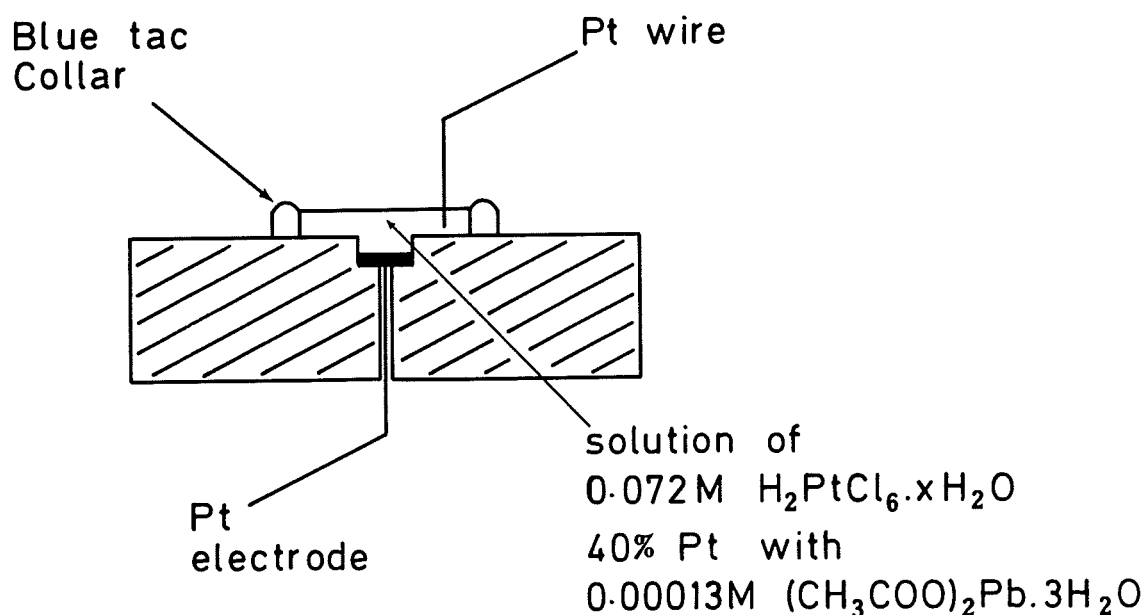 Blue tac
Collar
Pt wire
Pt
electrode
solution of
0·072M H₂PtCl₆.xH₂O
40% Pt with
0·00013M (CH₃COO)₂Pb.3H₂O